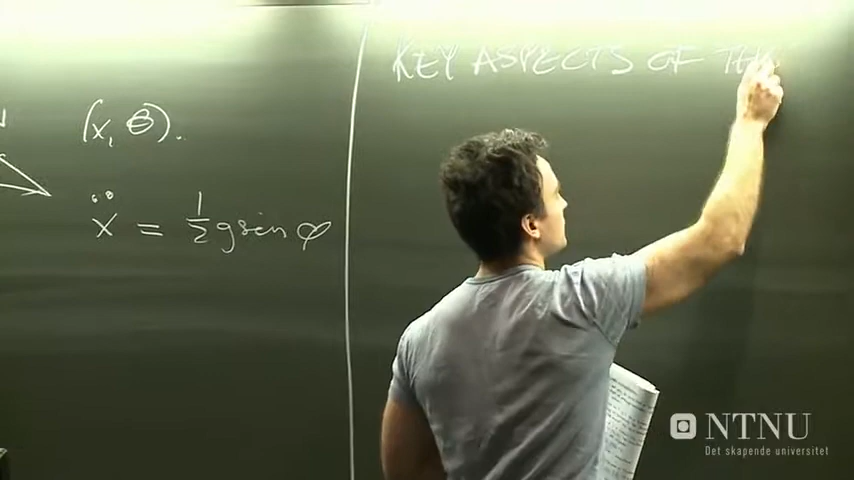 (x, θ).
ẍ = 1/2 g sin φ
KEY ASPECTS OF TH
NTNU
Det skapende universitet